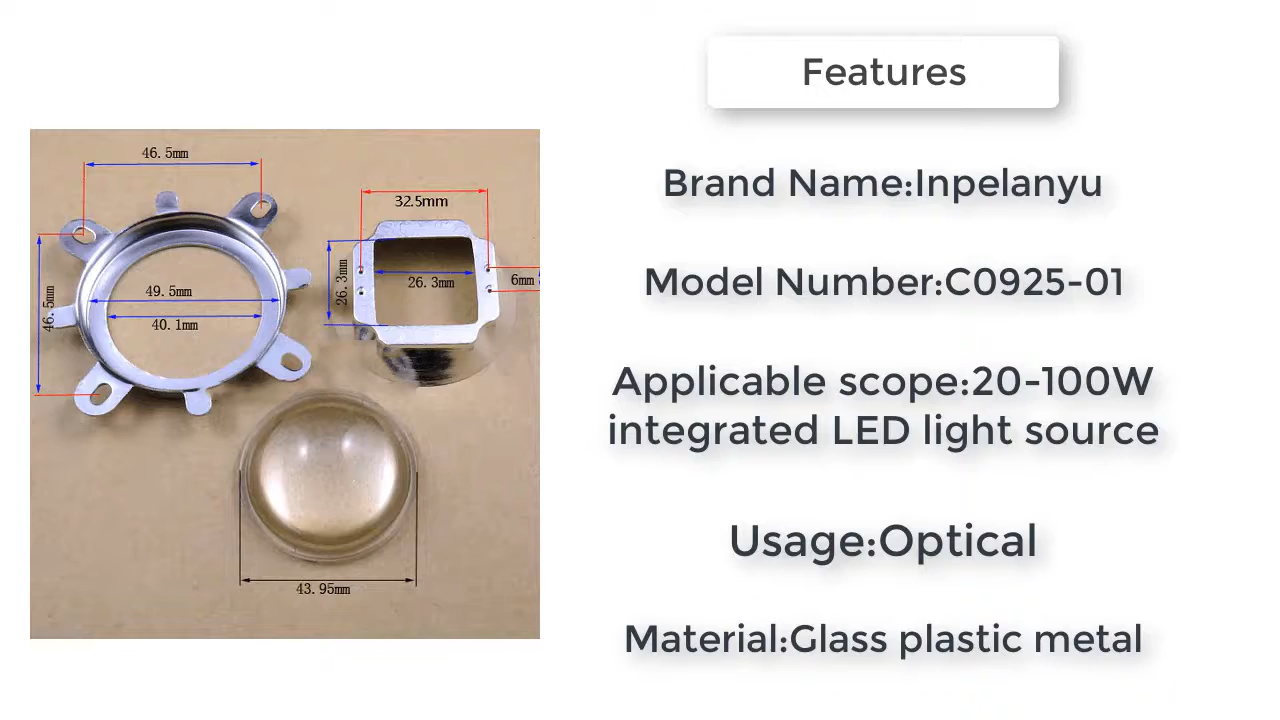 Features
46.5mm
32.5mm
46.5mm
49.5mm
40.1mm
26.3mm
26.3mm
6mm
43.95mm
Brand Name:Inpelanyu
Model Number:C0925-01
Applicable scope:20-100W
integrated LED light source
Usage:Optical
Material:Glass plastic metal